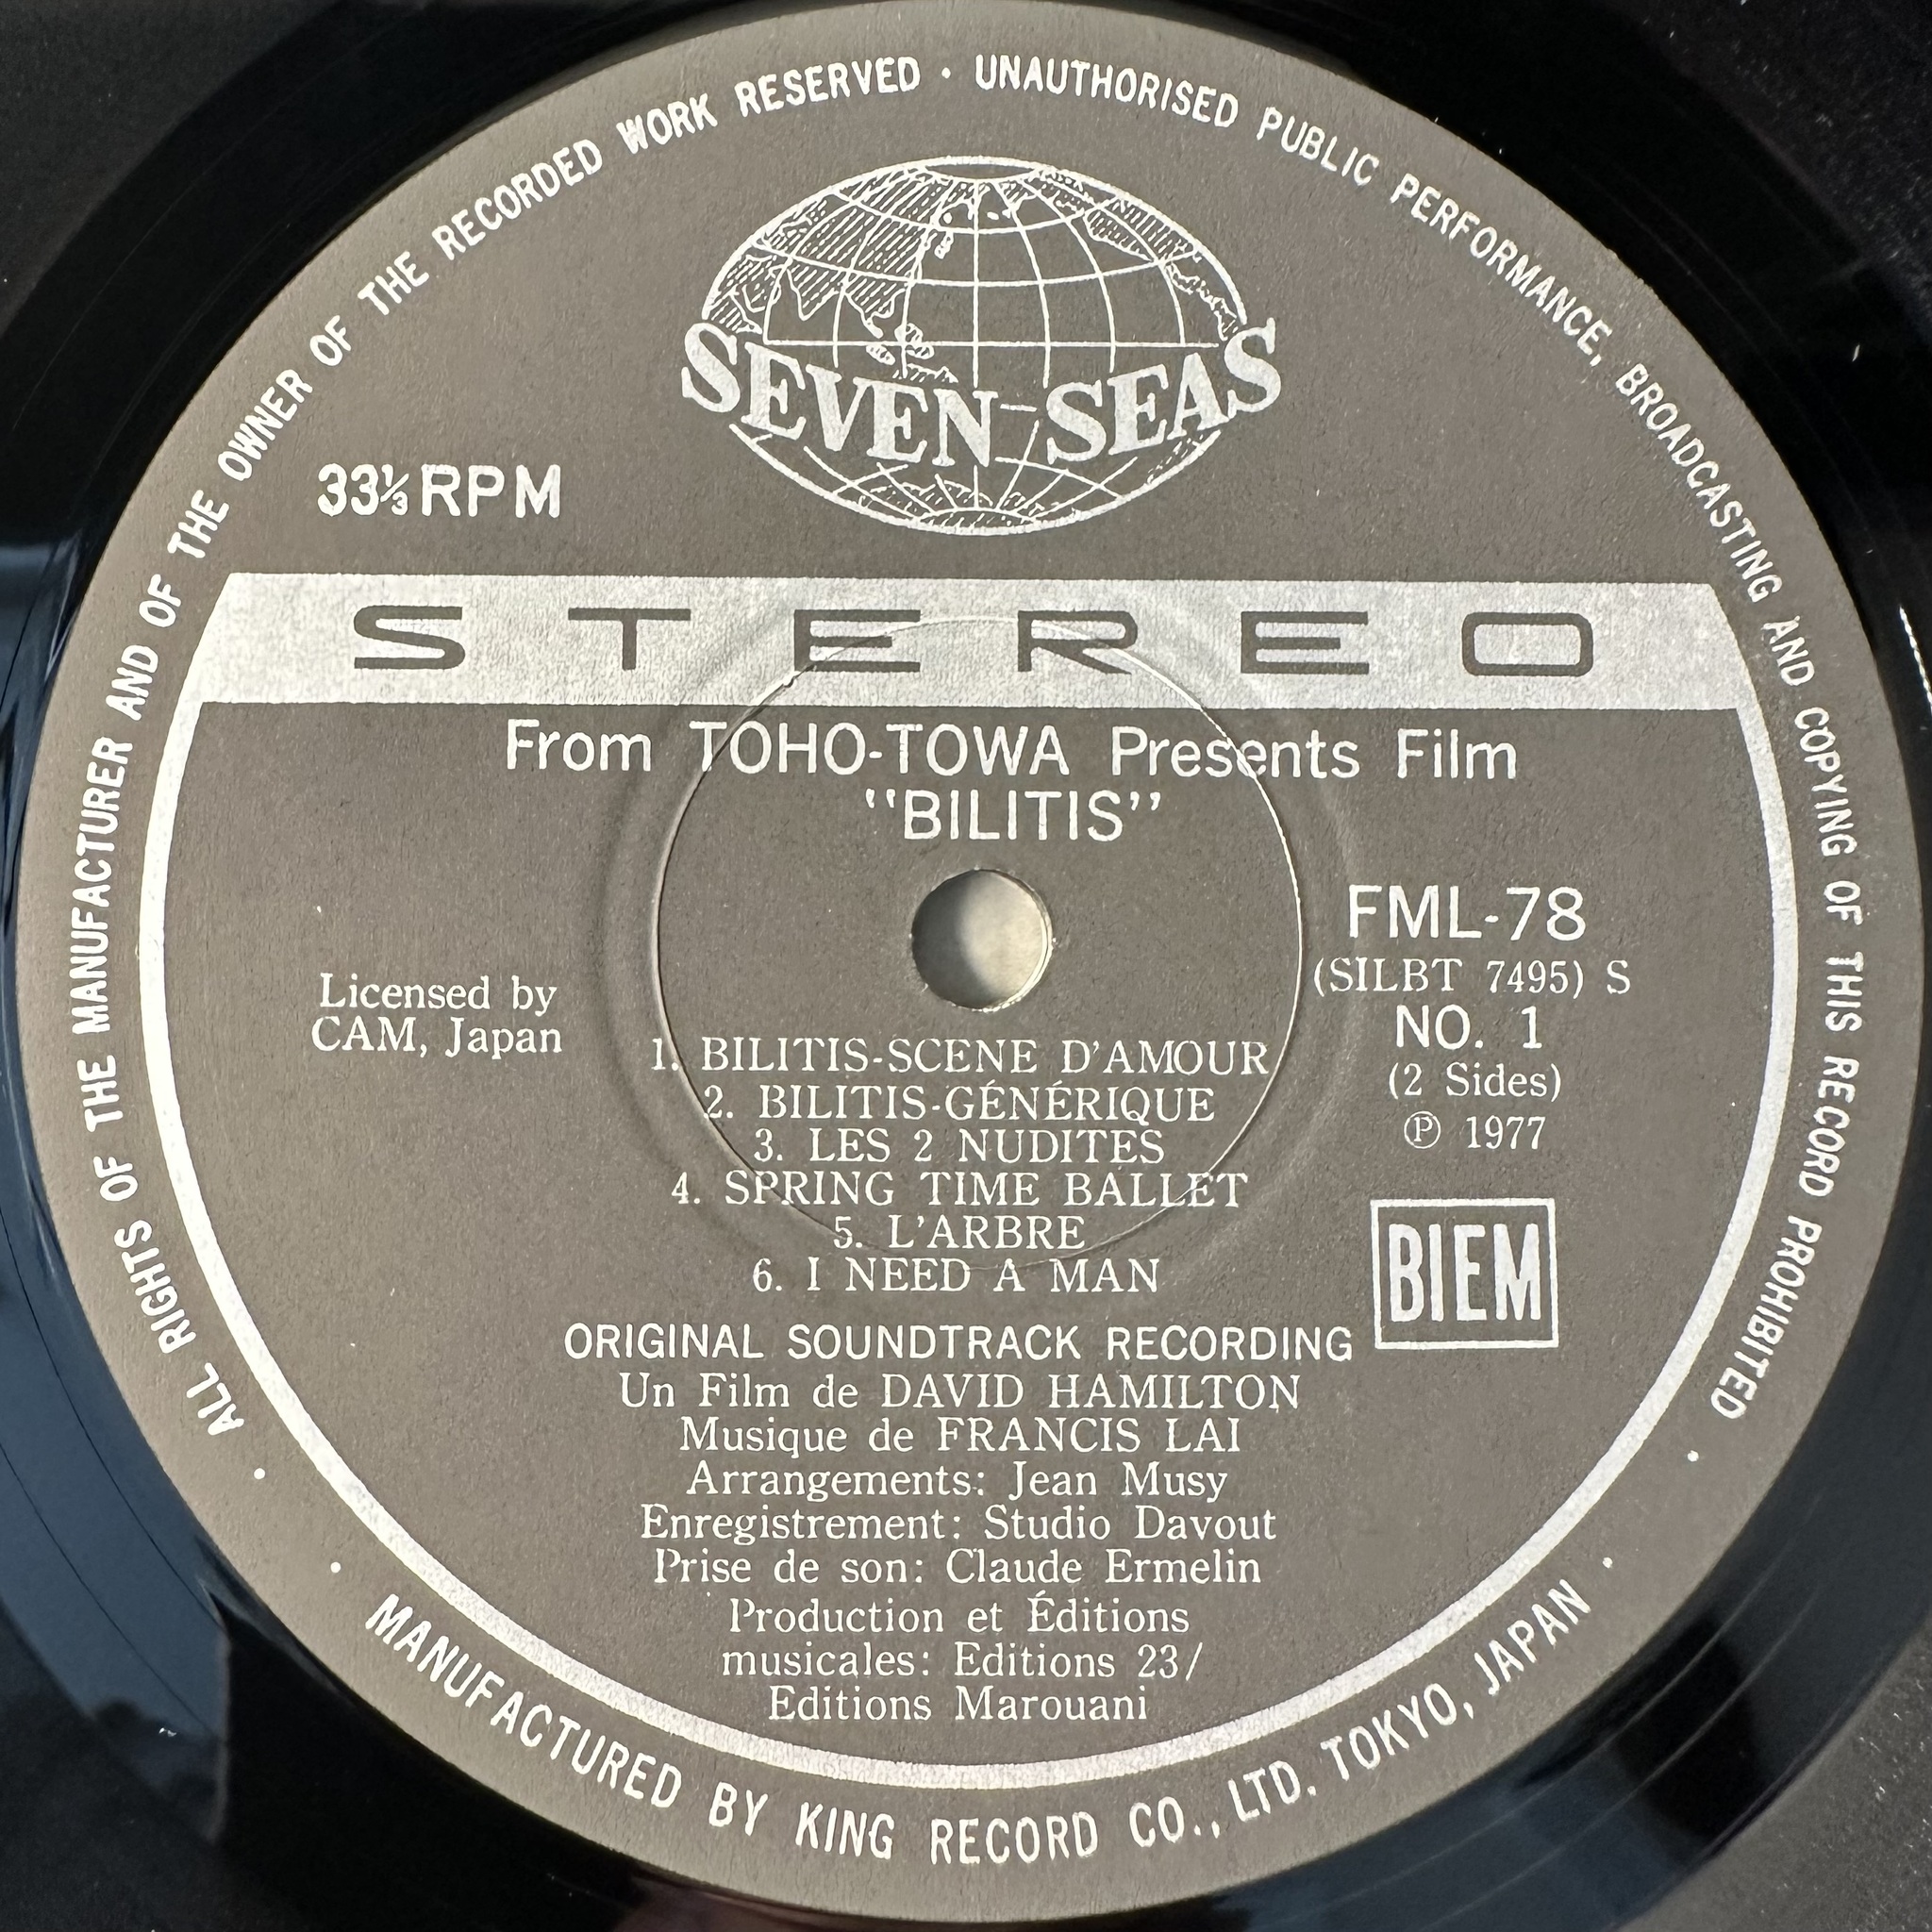 ALL RIGHTS OF THE MANUFACTURER AND OF THE OWNER OF THE RECORDED WORK RESERVED · UNAUTHORISED PUBLIC PERFORMANCE, BROADCASTING AND COPYING OF THIS RECORD PROHIBITED
SEVEN SEAS
33⅓ RPM
STEREO
From TOHO-TOWA Presents Film
"BILITIS"
FML-78
(SILBT 7495) S
NO. 1
(2 Sides)
℗ 1977
BIEM
Licensed by
CAM, Japan
1. BILITIS-SCENE D'AMOUR
2. BILITIS-GÉNÉRIQUE
3. LES 2 NUDITES
4. SPRING TIME BALLET
5. L'ARBRE
6. I NEED A MAN
ORIGINAL SOUNDTRACK RECORDING
Un Film de DAVID HAMILTON
Musique de FRANCIS LAI
Arrangements: Jean Musy
Enregistrement: Studio Davout
Prise de son: Claude Ermelin
Production et Éditions
musicales: Editions 23/
Editions Marouani
· MANUFACTURED BY KING RECORD CO., LTD. TOKYO, JAPAN ·